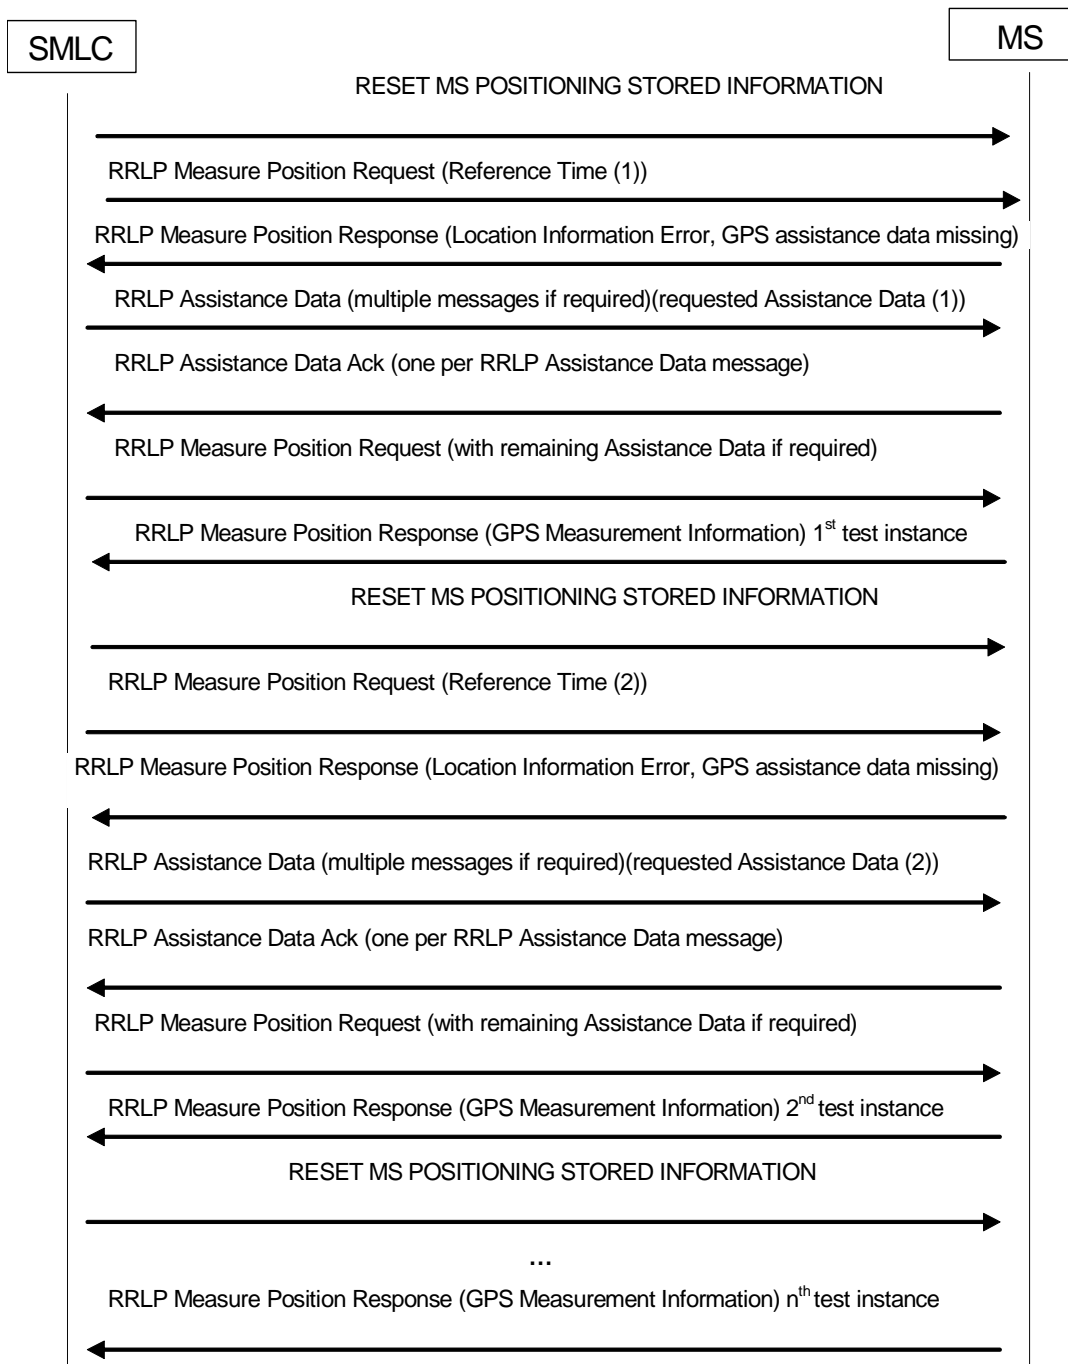 SMLC
MS
RESET MS POSITIONING STORED INFORMATION
RRLP Measure Position Request (Reference Time (1))
RRLP Measure Position Response (Location Information Error, GPS assistance data missing)
RRLP Assistance Data (multiple messages if required)(requested Assistance Data (1))
RRLP Assistance Data Ack (one per RRLP Assistance Data message)
RRLP Measure Position Request (with remaining Assistance Data if required)
RRLP Measure Position Response (GPS Measurement Information) 1st test instance
RESET MS POSITIONING STORED INFORMATION
RRLP Measure Position Request (Reference Time (2))
RRLP Measure Position Response (Location Information Error, GPS assistance data missing)
RRLP Assistance Data (multiple messages if required)(requested Assistance Data (2))
RRLP Assistance Data Ack (one per RRLP Assistance Data message)
RRLP Measure Position Request (with remaining Assistance Data if required)
RRLP Measure Position Response (GPS Measurement Information) 2nd test instance
RESET MS POSITIONING STORED INFORMATION
...
RRLP Measure Position Response (GPS Measurement Information) nth test instance